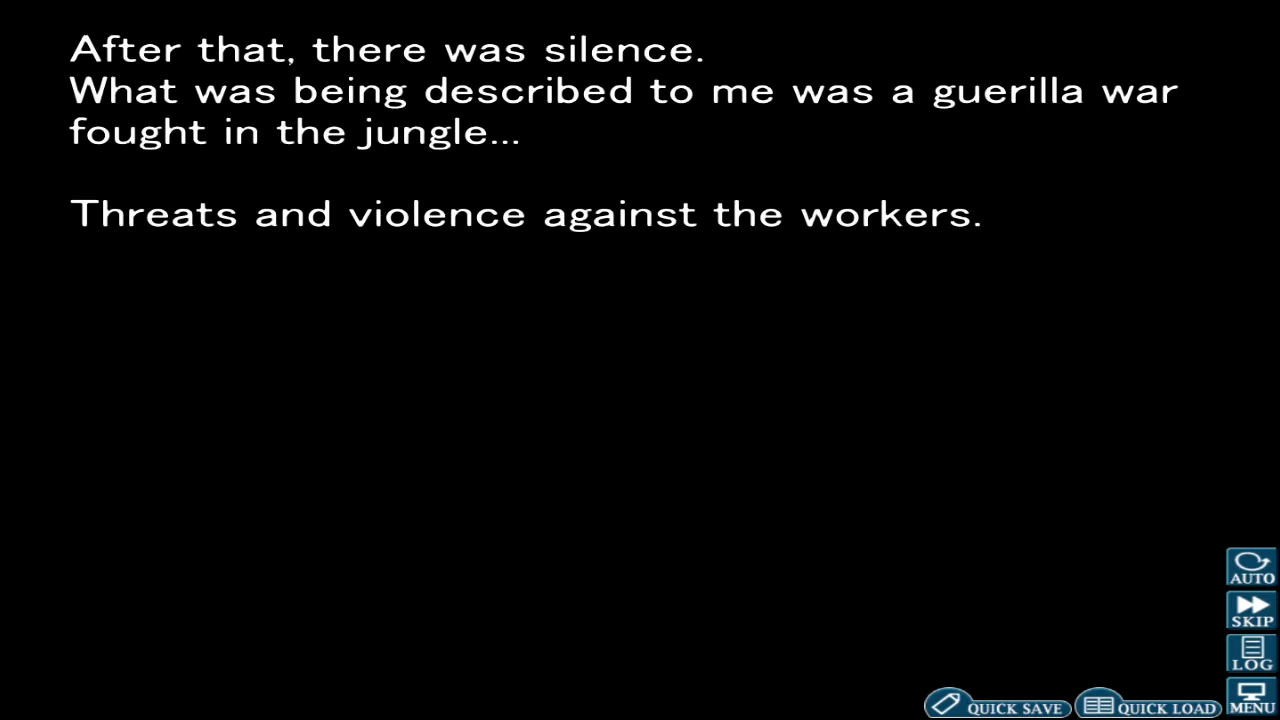 After that, there was silence.
What was being described to me was a guerilla war
fought in the jungle...
Threats and violence against the workers.
AUTO
SKIP
LOG
MENU
QUICK SAVE
QUICK LOAD